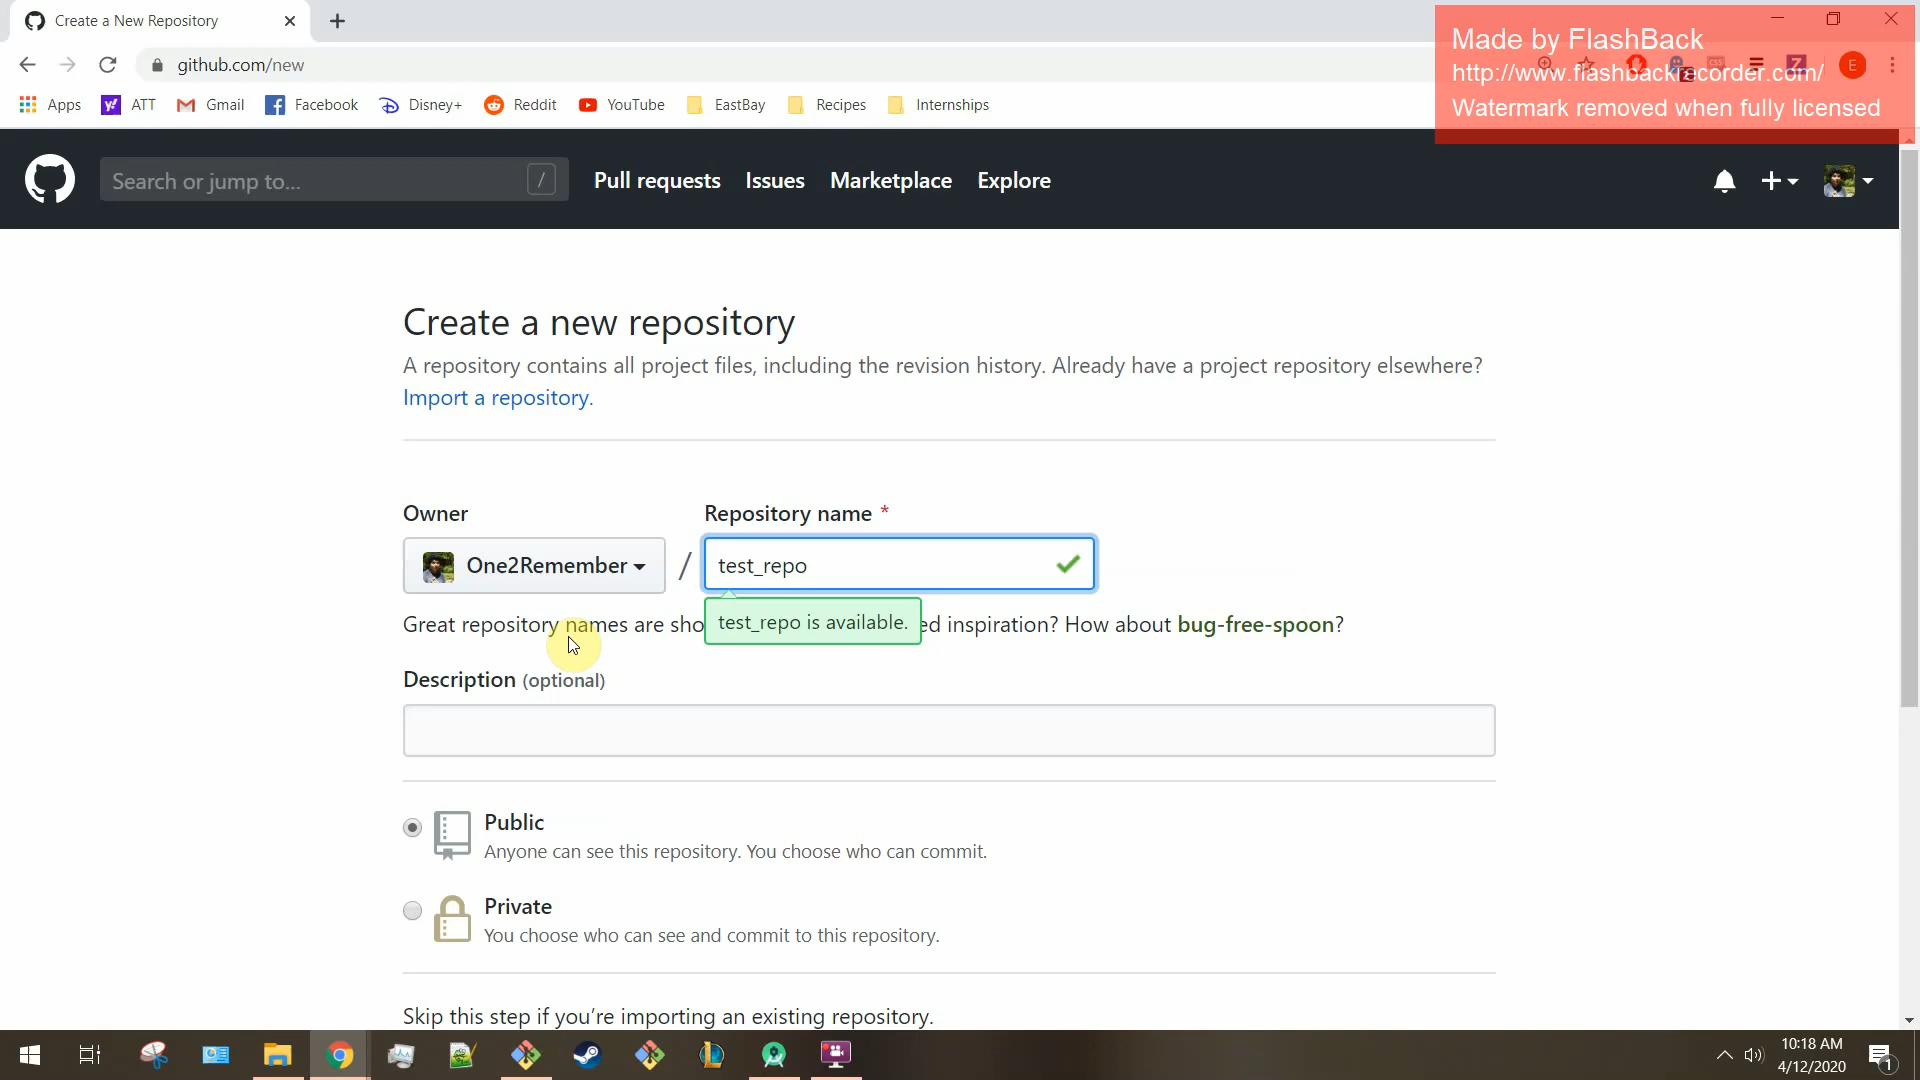 Create a New Repository
github.com/new
Made by FlashBack
http://www.flashbackrecorder.com/
Watermark removed when fully licensed
E
Apps
ATT
Gmail
Facebook
Disney+
Reddit
YouTube
EastBay
Recipes
Internships
Search or jump to...
/
Pull requests
Issues
Marketplace
Explore
Create a new repository
A repository contains all project files, including the revision history. Already have a project repository elsewhere?
Import a repository.
Owner
Repository name *
One2Remember
/
test_repo
Great repository names are sho
test_repo is available.
ed inspiration? How about bug-free-spoon?
Description (optional)
Public
Anyone can see this repository. You choose who can commit.
Private
You choose who can see and commit to this repository.
Skip this step if you're importing an existing repository.
10:18 AM
4/12/2020
1